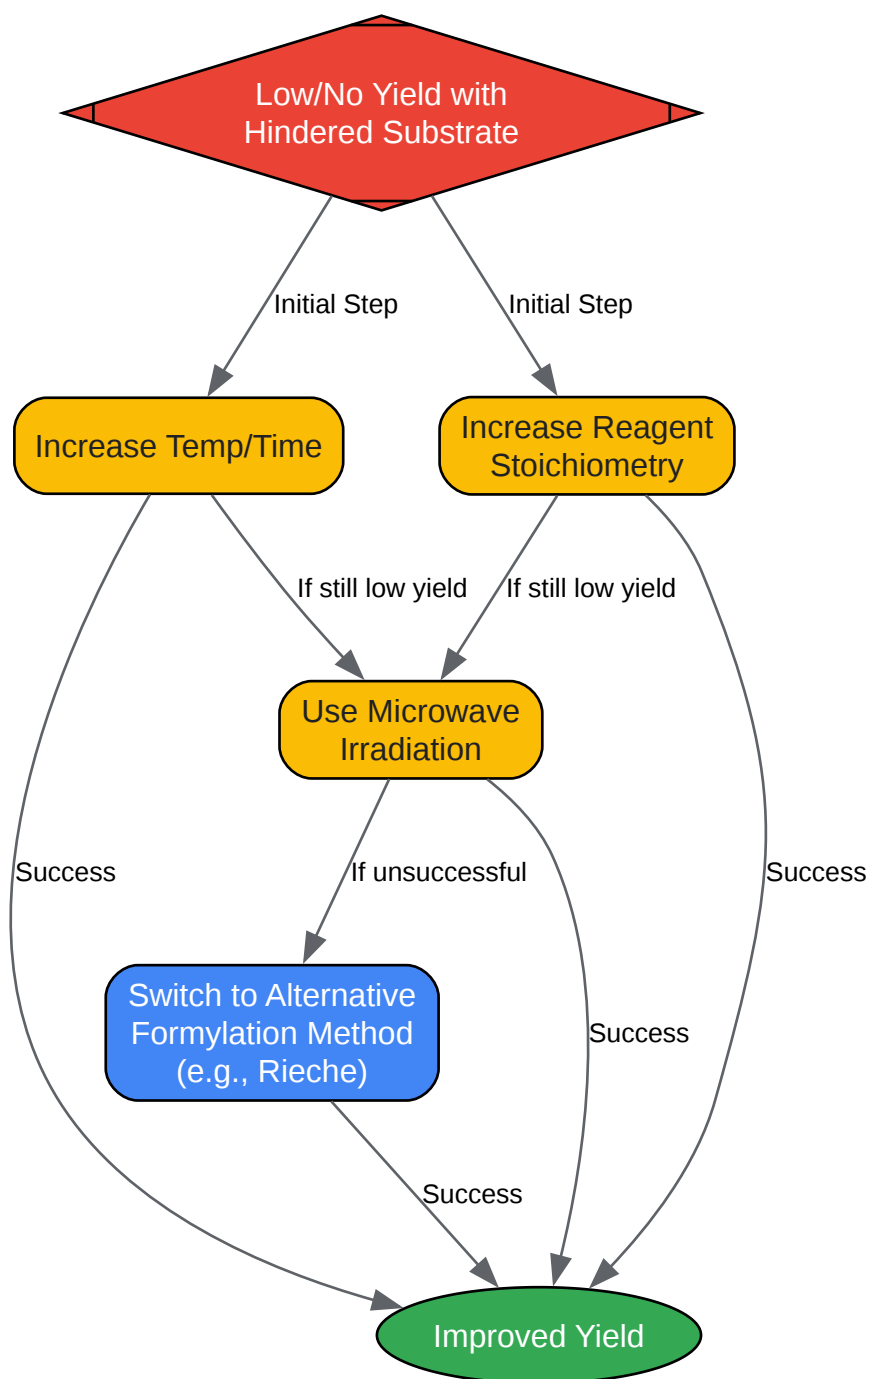 Low/No Yield with
Hindered Substrate
Initial Step
Initial Step
Increase Temp/Time
Increase Reagent
Stoichiometry
If still low yield
If still low yield
Use Microwave
Irradiation
Success
If unsuccessful
Success
Switch to Alternative
Formylation Method
(e.g., Rieche)
Success
Success
Improved Yield